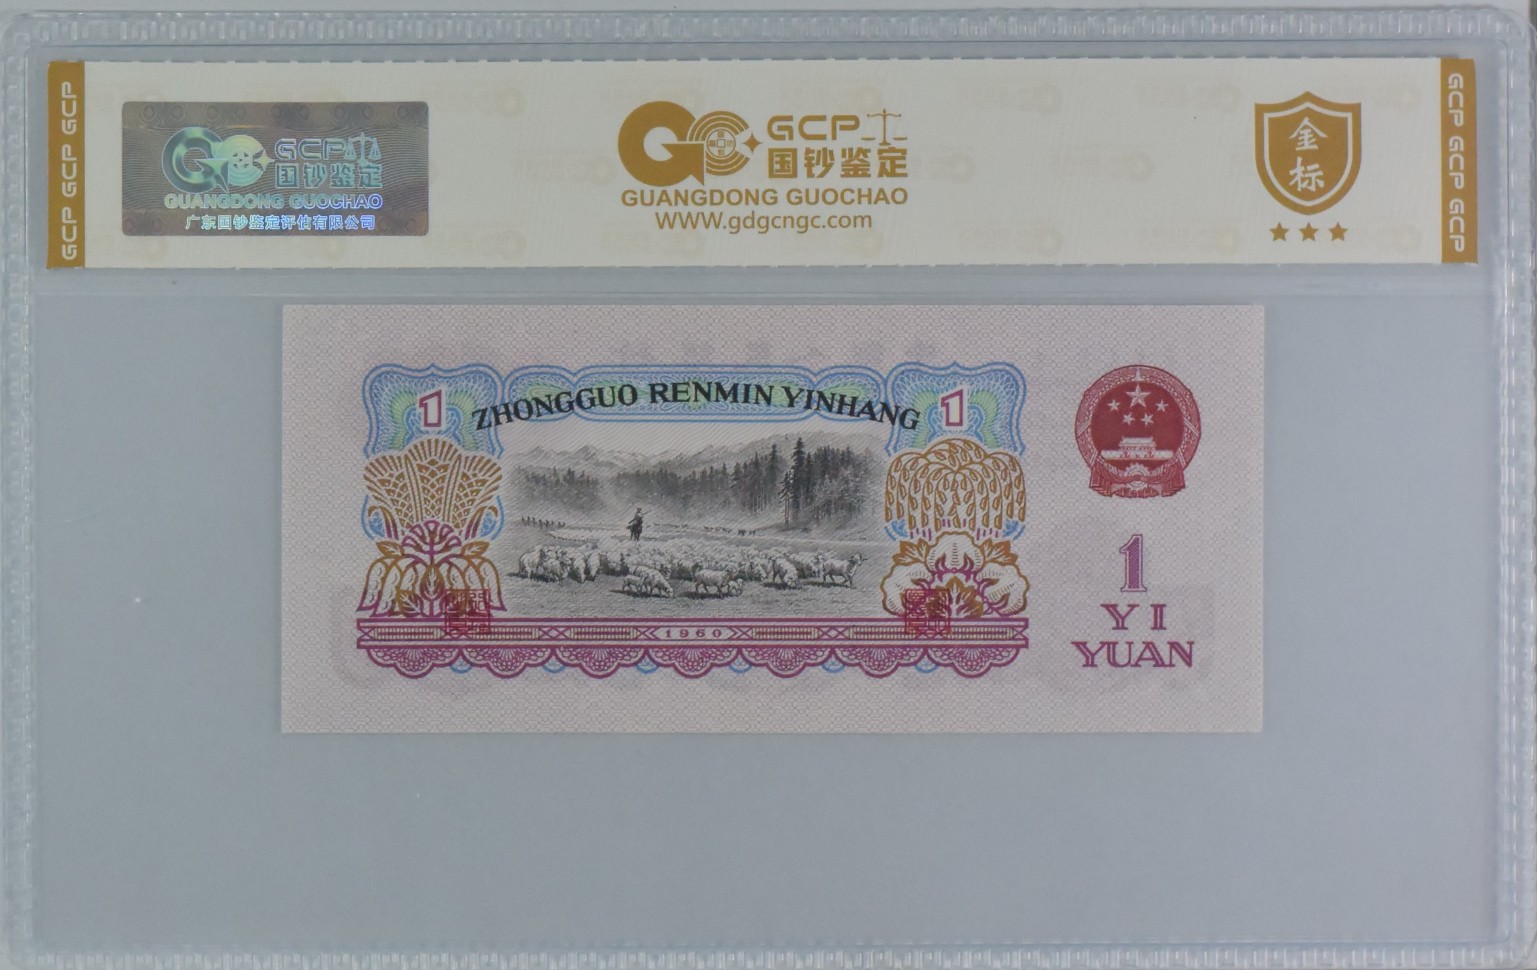 GCP GCP GCP
GCP
国钞鉴定
GUANGDONG GUOCHAO
广东国钞鉴定评估有限公司
GCP
国钞鉴定
GUANGDONG GUOCHAO
WWW.gdgcngc.com
金
标
GCP GCP GCP
1
ZHONGGUO RENMIN YINHANG
1
1960
1
YI
YUAN